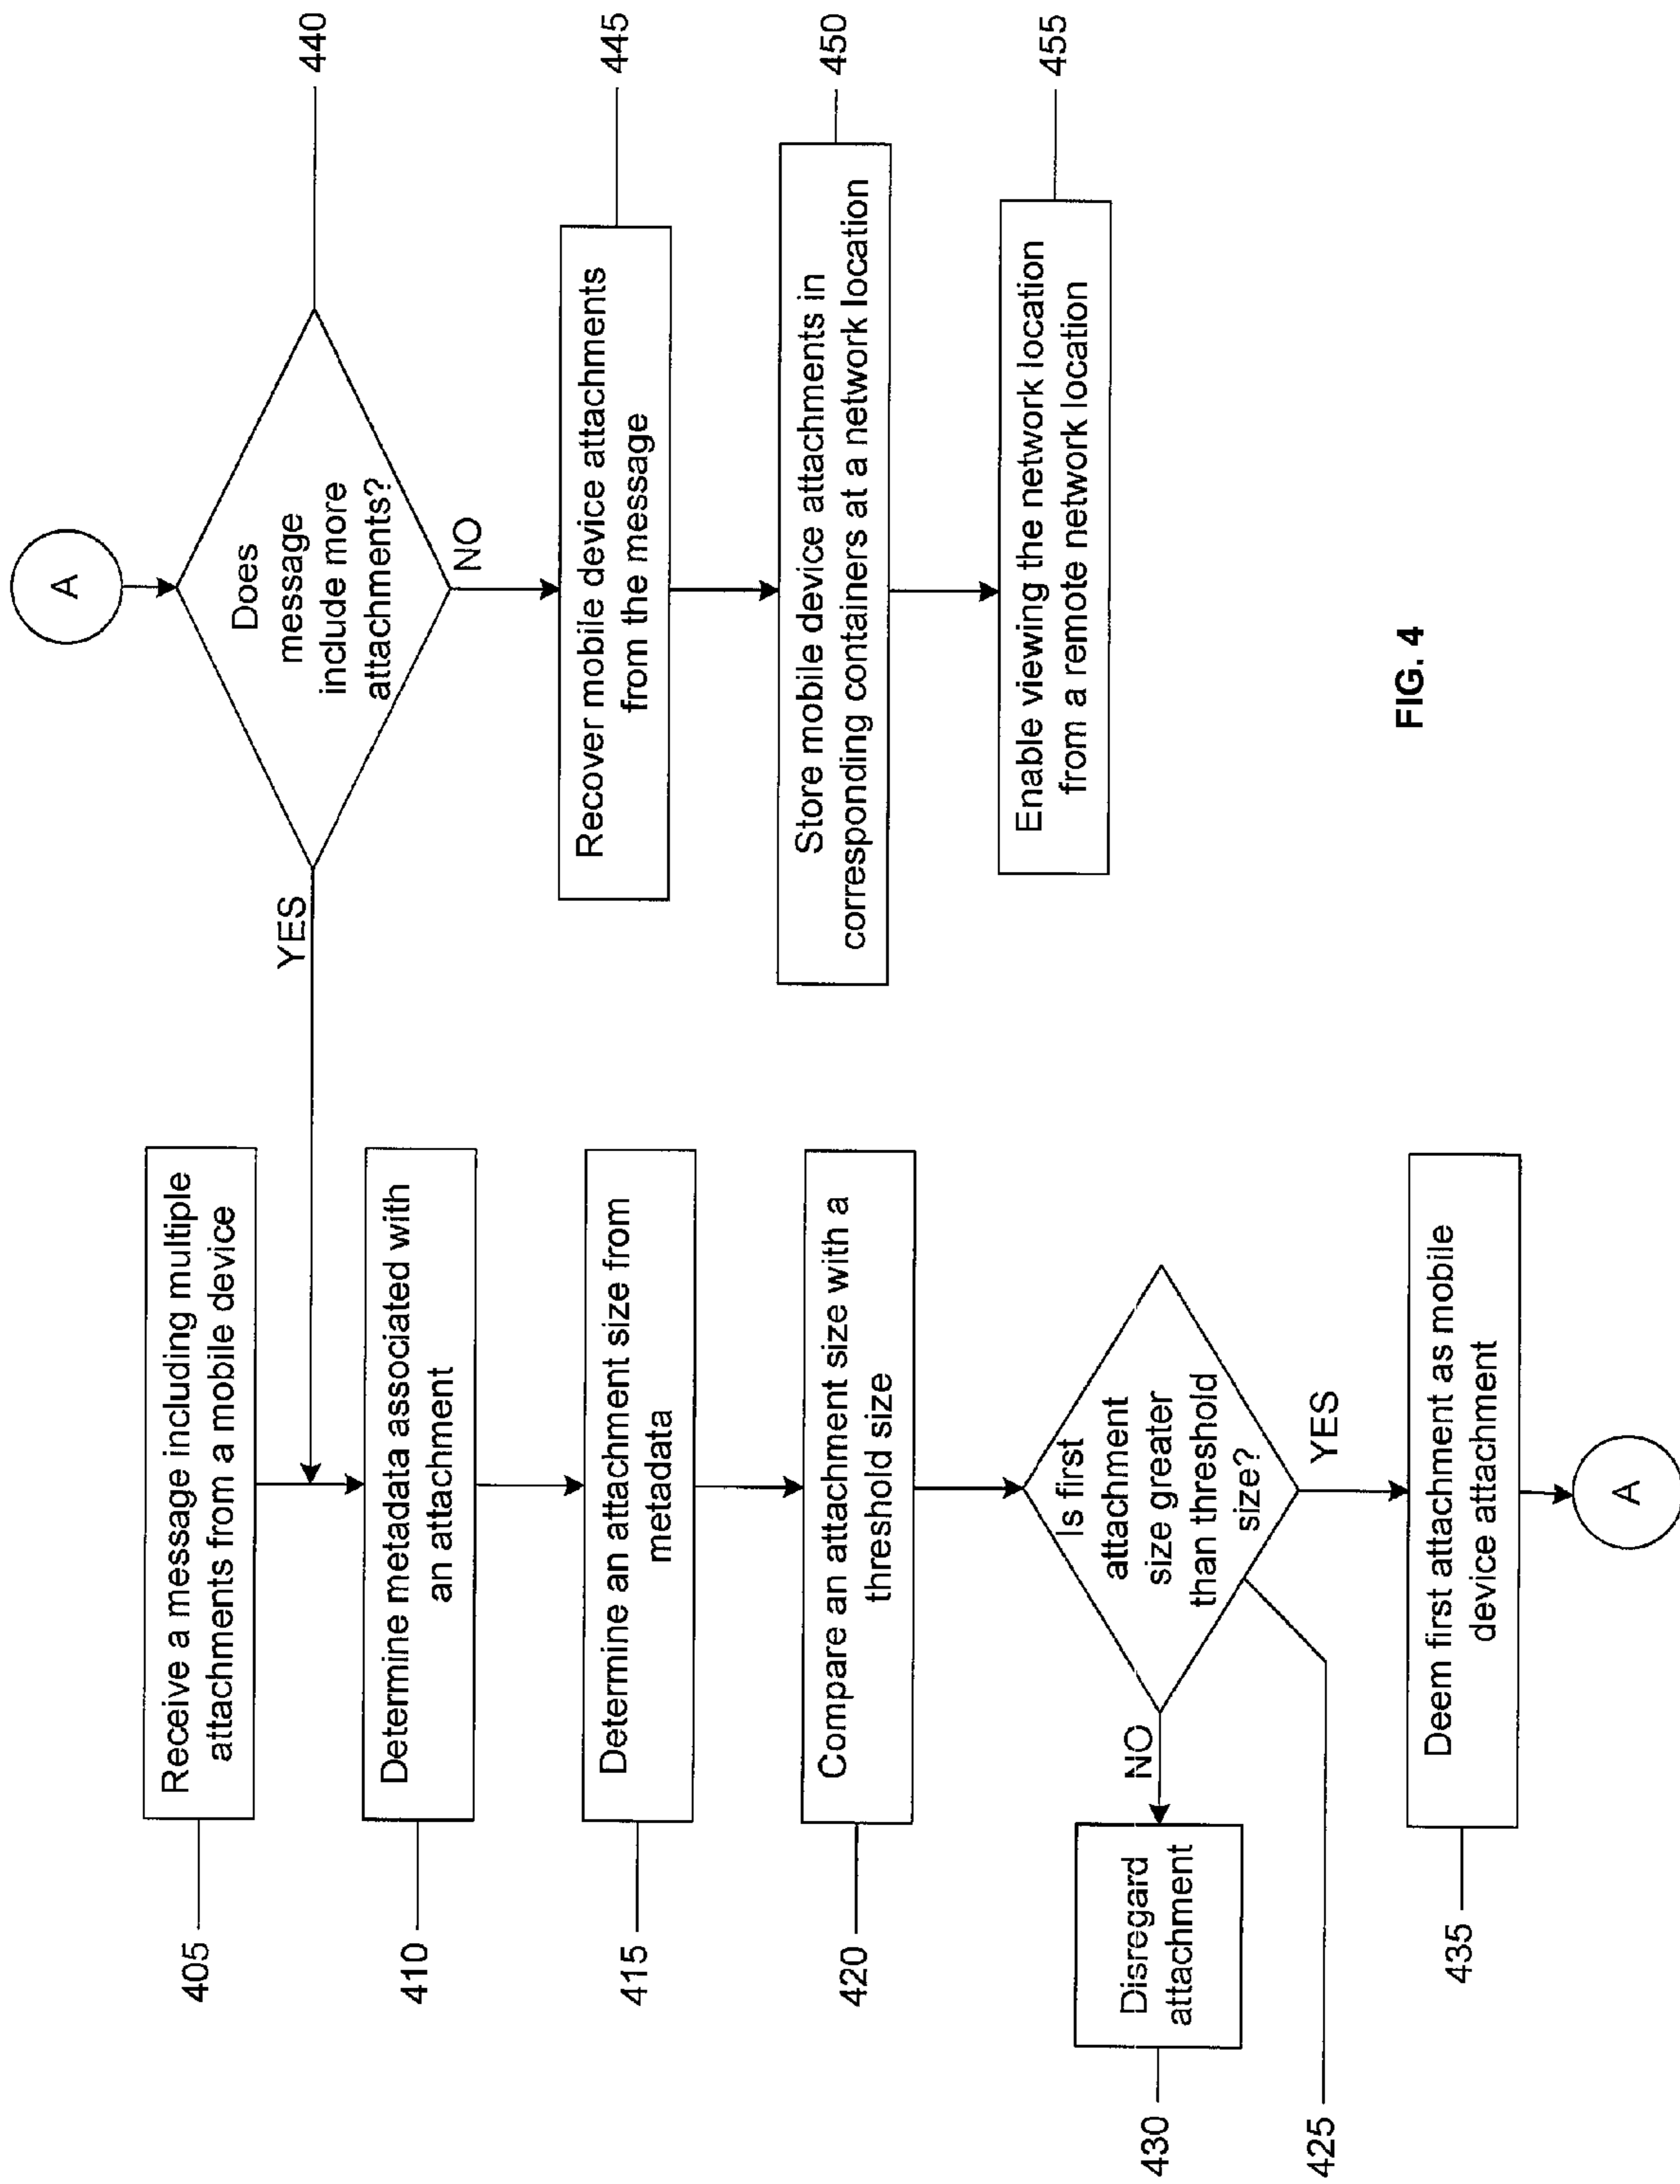 405
Receive a message including multiple
attachments from a mobile device
410
Determine metadata associated with
an attachment
415
Determine an attachment size from
metadata
420
Compare an attachment size with a
threshold size
Is first
attachment
size greater
than threshold
size?
425
NO
430
Disregard
attachment
YES
435
Deem first attachment as mobile
device attachment
A
A
Does
message
include more
attachments?
440
YES
NO
Recover mobile device attachments
from the message
445
Store mobile device attachments in
corresponding containers at a network location
450
Enable viewing the network location
from a remote network location
455
FIG. 4